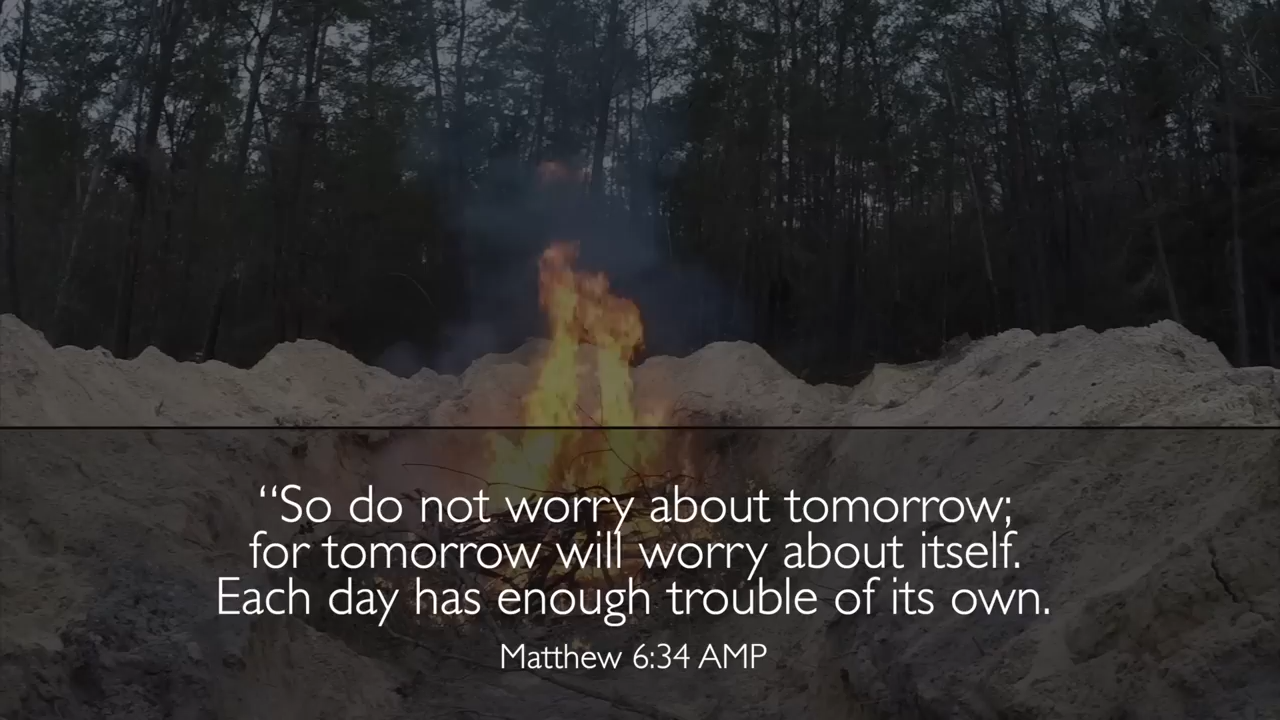 “So do not worry about tomorrow;
for tomorrow will worry about itself.
Each day has enough trouble of its own.
Matthew 6:34 AMP